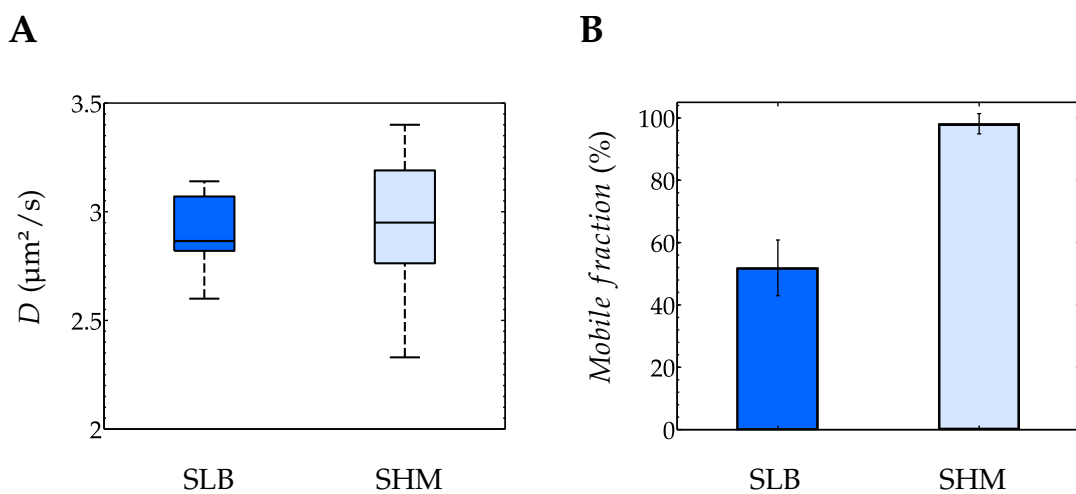 A
B
3.5
3
2.5
2
D (μm²/s)
SLB
SHM
100
80
60
40
20
0
Mobile fraction (%)
SLB
SHM